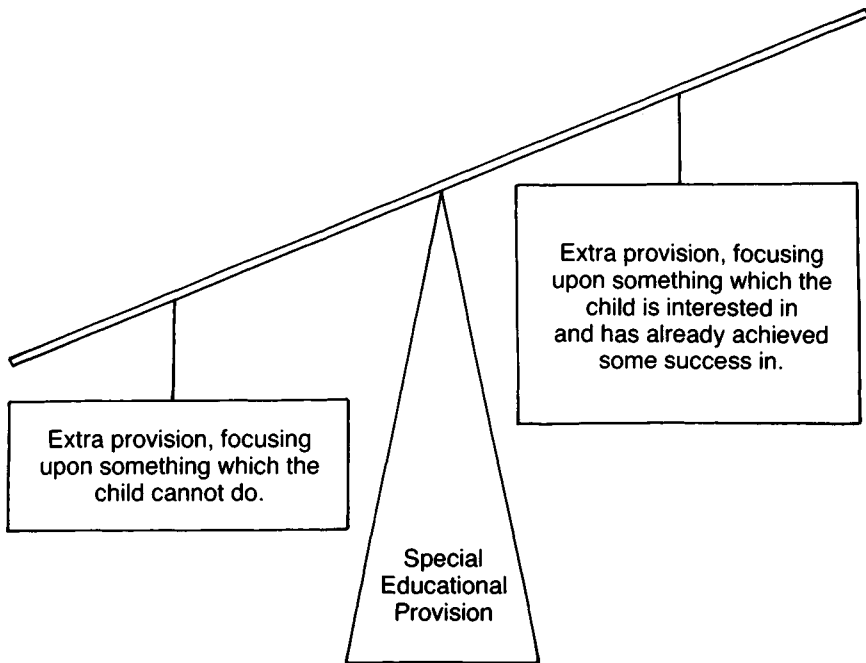 Extra provision, focusing
upon something which the
child is interested in
and has already achieved
some success in.
Extra provision, focusing
upon something which the
child cannot do.
Special
Educational
Provision